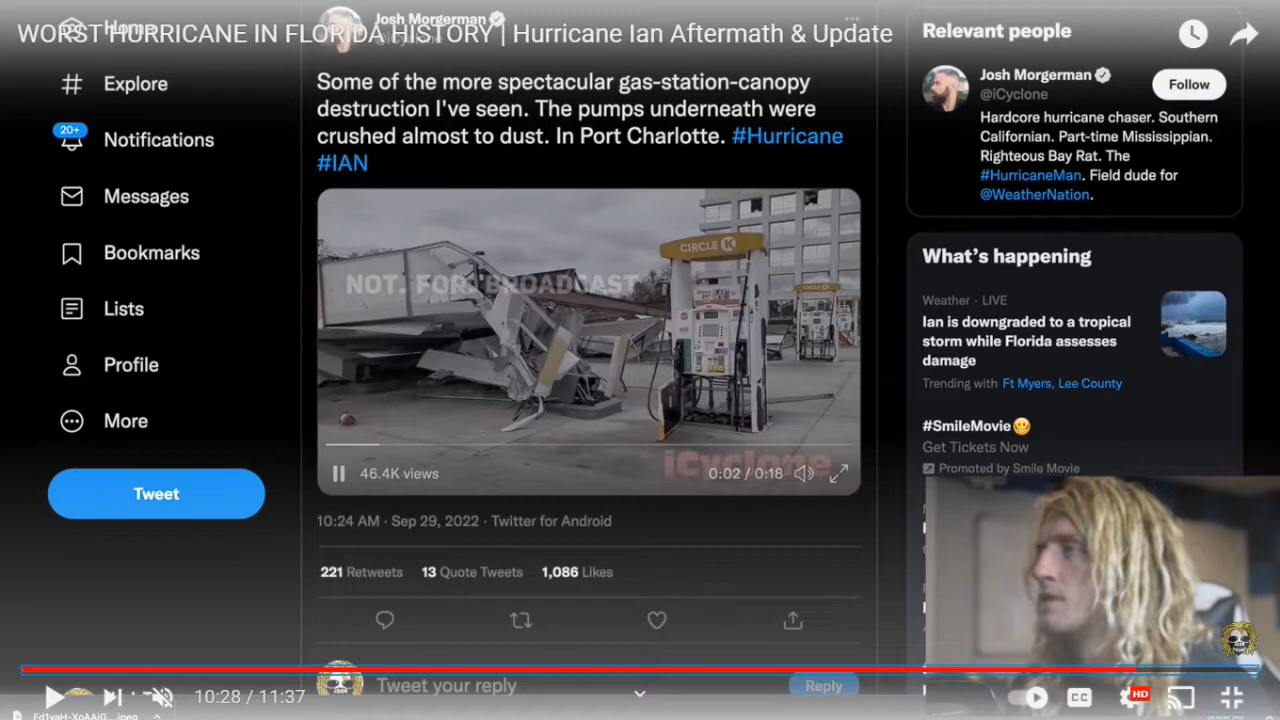 WORST HURRICANE IN FLORIDA HISTORY | Hurricane Ian Aftermath & Update
Home
Explore
20+
Notifications
Messages
Bookmarks
Lists
Profile
More
Tweet
Josh Morgerman
@iCyclone
Some of the more spectacular gas-station-canopy
destruction I've seen. The pumps underneath were
crushed almost to dust. In Port Charlotte. #Hurricane
#IAN
CIRCLE K
CIRCLE K
NOT FOR BROADCAST
iCyclone
46.4K views
0:02 / 0:18
10:24 AM · Sep 29, 2022 · Twitter for Android
221 Retweets 13 Quote Tweets 1,086 Likes
Tweet your reply
Reply
Relevant people
Josh Morgerman
@iCyclone
Follow
Hardcore hurricane chaser. Southern
Californian. Part-time Mississippian.
Righteous Bay Rat. The
#HurricaneMan. Field dude for
@WeatherNation.
What's happening
Weather · LIVE
Ian is downgraded to a tropical
storm while Florida assesses
damage
Trending with Ft Myers, Lee County
#SmileMovie
Get Tickets Now
Promoted by Smile Movie
10:28 / 11:37
CC
HD